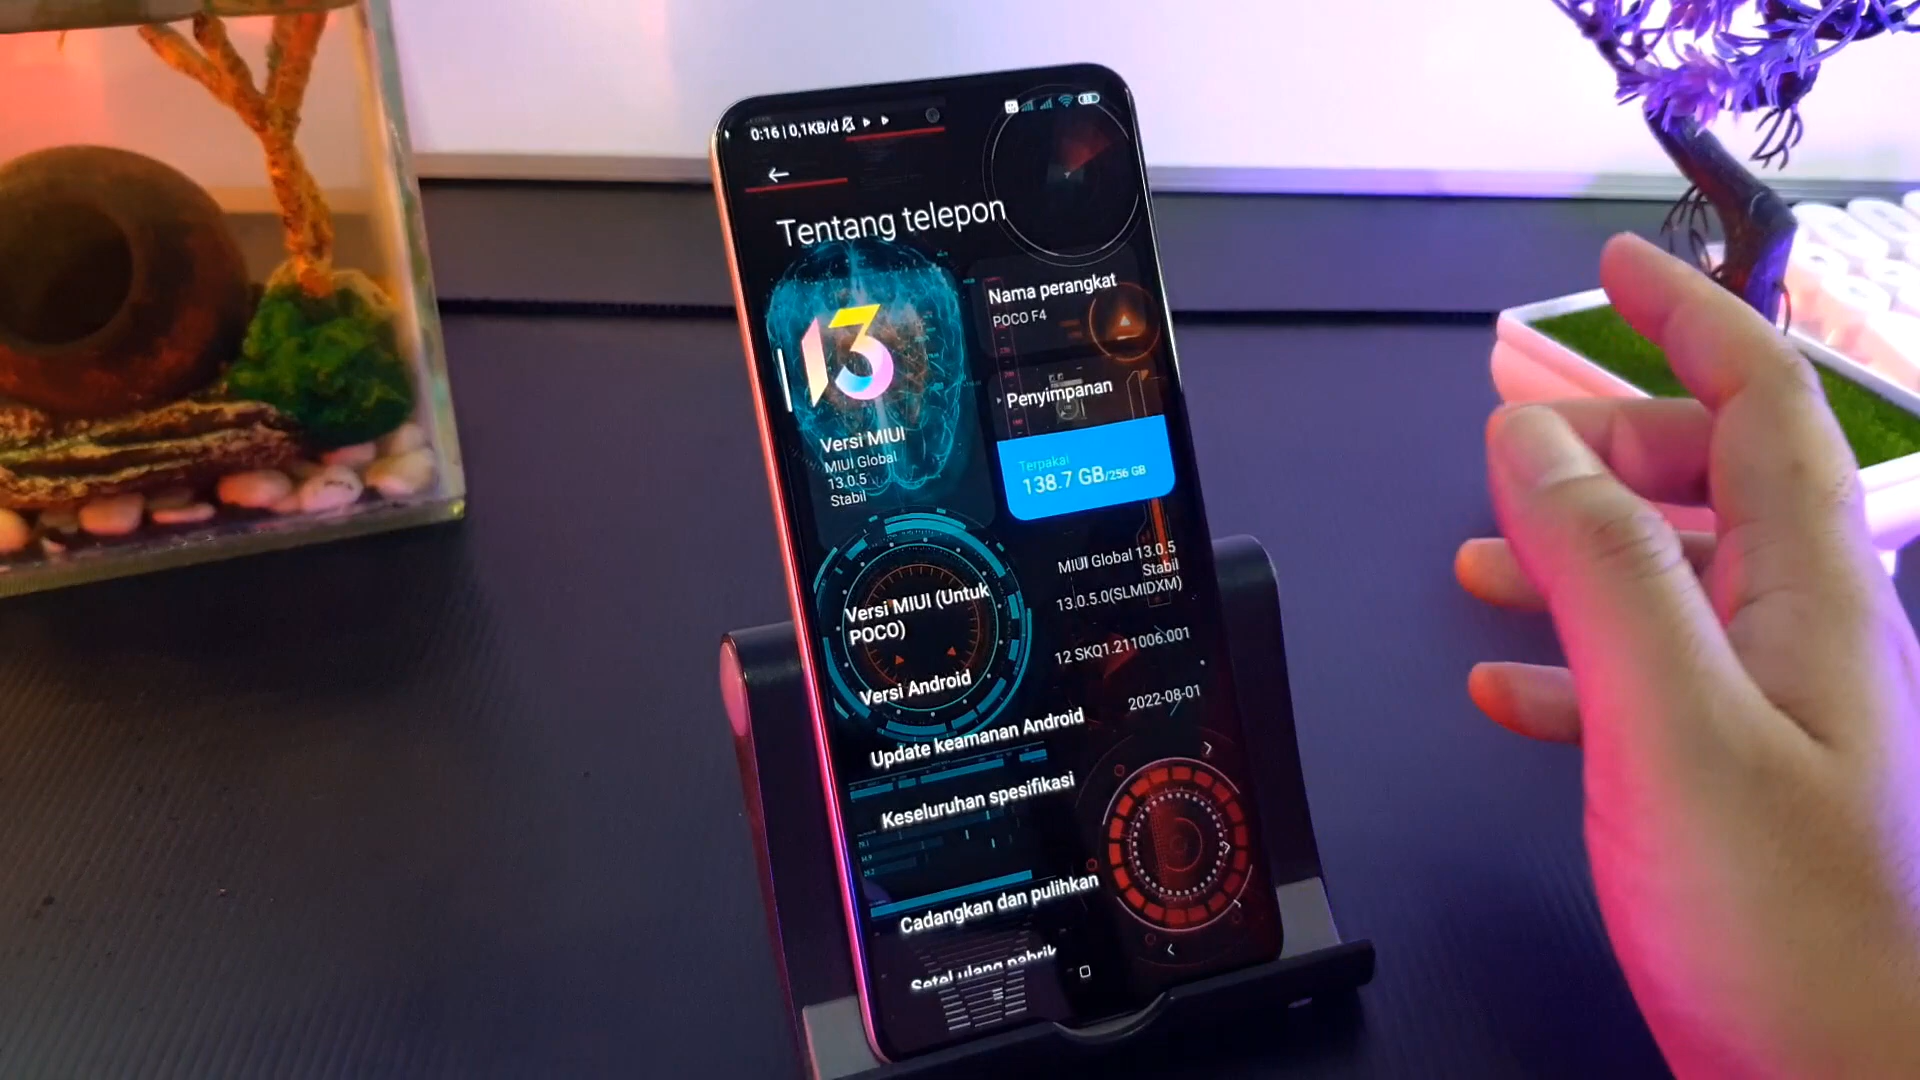 0:16 | 0,1KB/d
Tentang telepon
13
Nama perangkat
POCO F4
Penyimpanan
Terpakai
138.7 GB/256 GB
Versi MIUI
MIUI Global
13.0.5
Stabil
Versi MIUI (Untuk
POCO)
MIUI Global 13.0.5
Stabil
13.0.5.0(SLMIDXM)
Versi Android
12 SKQ1.211006.001
Update keamanan Android
2022-08-01
Keseluruhan spesifikasi
Cadangkan dan pulihkan
Setel ulang pabrik